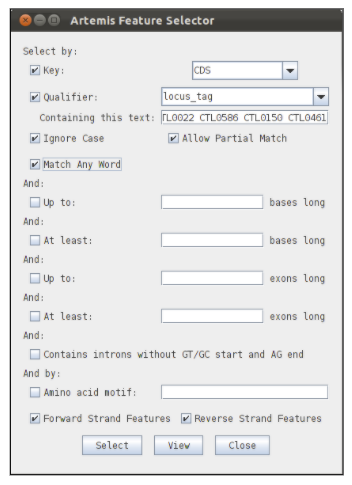 Artemis Feature Selector
Select by:
Key: CDS
Qualifier: locus_tag
Containing this text: TL0022 CTL0586 CTL0150 CTL0461
Ignore Case Allow Partial Match
Match Any Word
And:
Up to: bases long
And:
At least: bases long
And:
Up to: exons long
And:
At least: exons long
And:
Contains introns without GT/GC start and AG end
And by:
Amino acid motif:
Forward Strand Features Reverse Strand Features
Select View Close